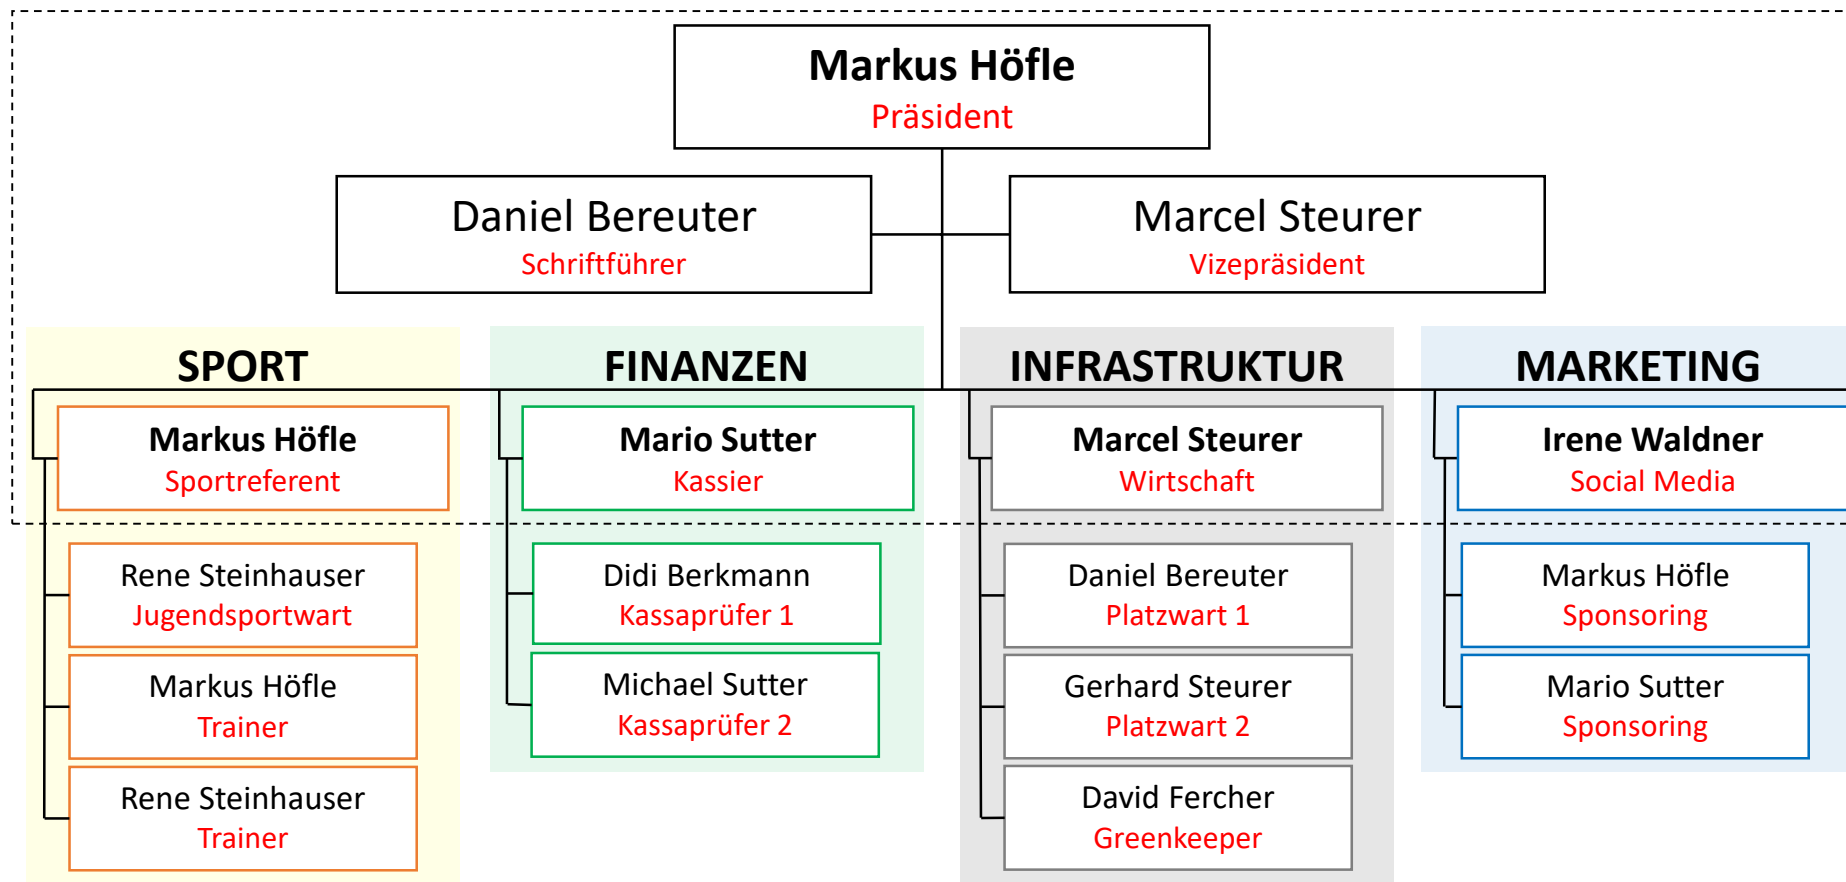 Markus Höfle
Präsident
Daniel Bereuter
Schriftführer
Marcel Steurer
Vizepräsident
SPORT
Markus Höfle
Sportreferent
Rene Steinhauser
Jugendsportwart
Markus Höfle
Trainer
Rene Steinhauser
Trainer
FINANZEN
Mario Sutter
Kassier
Didi Berkmann
Kassaprüfer 1
Michael Sutter
Kassaprüfer 2
INFRASTRUKTUR
Marcel Steurer
Wirtschaft
Daniel Bereuter
Platzwart 1
Gerhard Steurer
Platzwart 2
David Fercher
Greenkeeper
MARKETING
Irene Waldner
Social Media
Markus Höfle
Sponsoring
Mario Sutter
Sponsoring